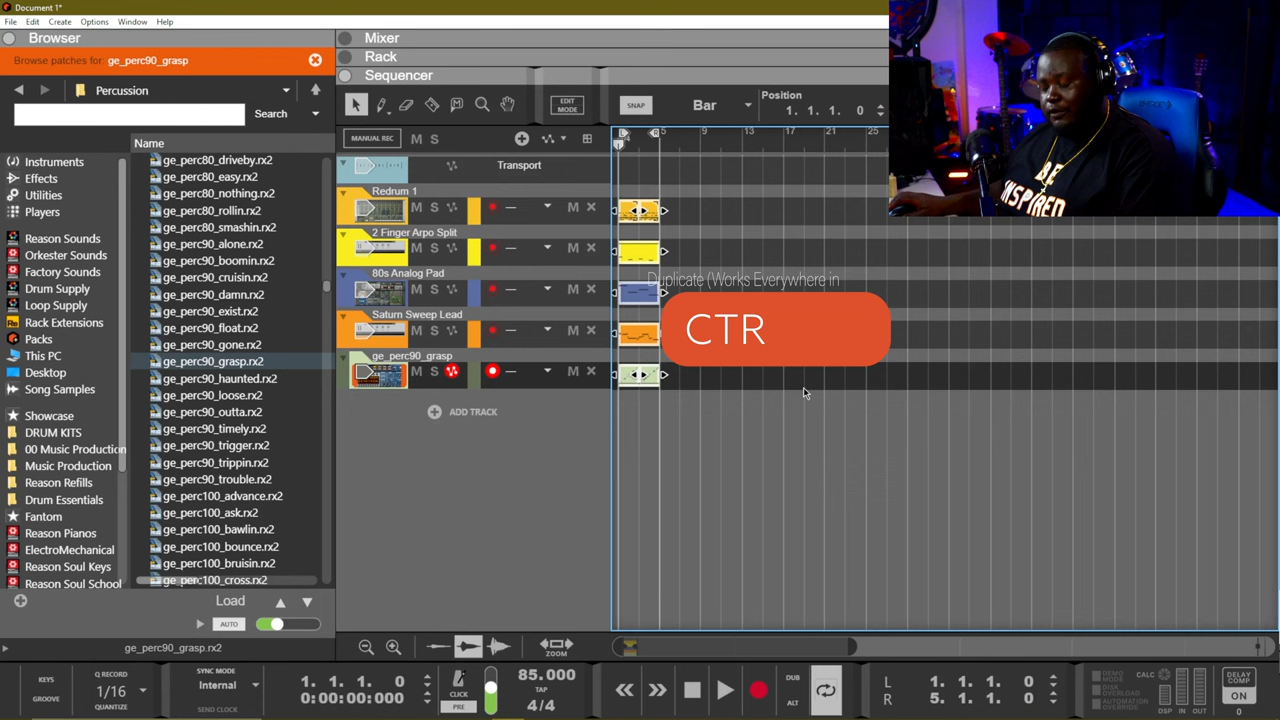 Document 1*
File Edit Create Options Window Help
Browser
Browse patches for: ge_perc90_grasp
Percussion
Search
Name
Instruments
Effects
Utilities
Players
Reason Sounds
Orkester Sounds
Factory Sounds
Drum Supply
Loop Supply
Rack Extensions
Packs
This PC
Desktop
Song Samples
Showcase
DRUM KITS
00 Music Production
Music Production
Reason Refills
Drum Essentials
Fantom
Reason Pianos
ElectroMechanical
Reason Soul Keys
Reason Soul School
ge_perc80_driveby.rx2
ge_perc80_easy.rx2
ge_perc80_nothing.rx2
ge_perc80_rollin.rx2
ge_perc80_smashin.rx2
ge_perc90_alone.rx2
ge_perc90_boomin.rx2
ge_perc90_cruisin.rx2
ge_perc90_damn.rx2
ge_perc90_exist.rx2
ge_perc90_float.rx2
ge_perc90_gone.rx2
ge_perc90_grasp.rx2
ge_perc90_haunted.rx2
ge_perc90_loose.rx2
ge_perc90_outta.rx2
ge_perc90_timely.rx2
ge_perc90_trigger.rx2
ge_perc90_trippin.rx2
ge_perc90_trouble.rx2
ge_perc100_advance.rx2
ge_perc100_ask.rx2
ge_perc100_bawlin.rx2
ge_perc100_bounce.rx2
ge_perc100_bruisin.rx2
ge_perc100_cross.rx2
Load
AUTO
ge_perc90_grasp.rx2
Mixer
Rack
Sequencer
EDIT MODE
SNAP
Bar
Position
1. 1. 1. 0
MANUAL REC M S
5 9 13 17 21 25
Transport
Redrum 1
M S M
2 Finger Arpo Split
M S M
80s Analog Pad
M S M
Saturn Sweep Lead
M S M
ge_perc90_grasp
M S M
ADD TRACK
Duplicate (Works Everywhere in
CTR
BE
INSPIRED
ZOOM
KEYS
GROOVE
Q RECORD
1/16
QUANTIZE
SYNC MODE
Internal
SEND CLOCK
1. 1. 1. 0
0:00:00:000
CLICK
PRE
85.000
TAP
4/4
DUB
ALT
L 1. 1. 1. 0
R 5. 1. 1. 0
DEMO MODE
DISK OVERLOAD
AUTOMATION OVERRIDE
CALC
DSP IN OUT
DELAY COMP
ON
0